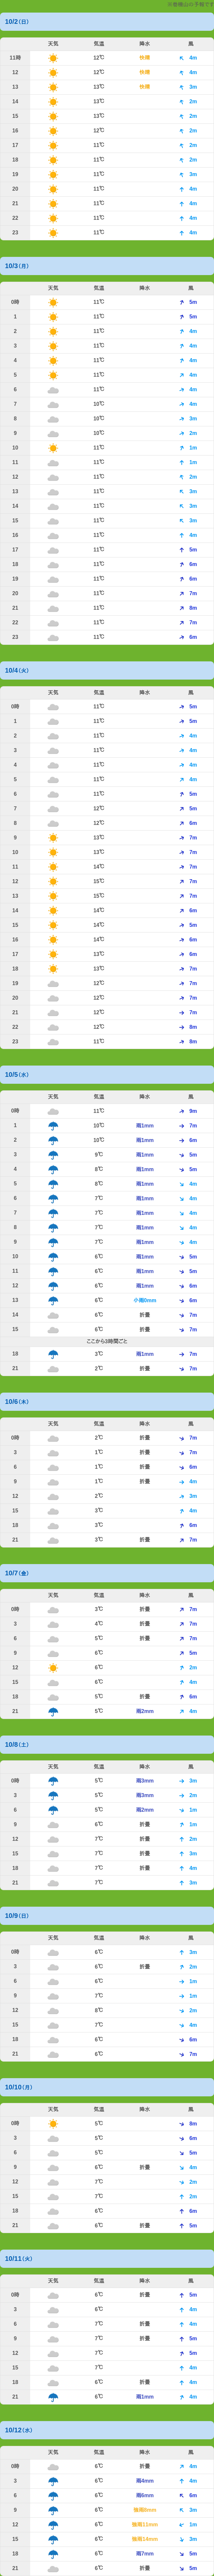 ※岩稜山の予報です
10/2(日)
天気 気温 降水 風
11時 12℃ 快晴 4m
12 12℃ 快晴 4m
13 13℃ 快晴 3m
14 13℃ 2m
15 13℃ 2m
16 12℃ 2m
17 11℃ 2m
18 11℃ 2m
19 11℃ 3m
20 11℃ 4m
21 11℃ 4m
22 11℃ 4m
23 11℃ 4m
10/3(月)
天気 気温 降水 風
0時 11℃ 5m
1 11℃ 5m
2 11℃ 4m
3 11℃ 4m
4 11℃ 4m
5 11℃ 4m
6 11℃ 4m
7 10℃ 4m
8 10℃ 3m
9 10℃ 2m
10 11℃ 1m
11 11℃ 1m
12 11℃ 2m
13 11℃ 3m
14 11℃ 3m
15 11℃ 3m
16 11℃ 4m
17 11℃ 5m
18 11℃ 6m
19 11℃ 6m
20 11℃ 7m
21 11℃ 8m
22 11℃ 7m
23 11℃ 6m
10/4(火)
天気 気温 降水 風
0時 11℃ 5m
1 11℃ 5m
2 11℃ 4m
3 11℃ 4m
4 11℃ 4m
5 11℃ 4m
6 11℃ 5m
7 12℃ 5m
8 12℃ 6m
9 13℃ 7m
10 13℃ 7m
11 14℃ 7m
12 15℃ 7m
13 15℃ 7m
14 14℃ 6m
15 14℃ 5m
16 14℃ 6m
17 13℃ 6m
18 13℃ 7m
19 12℃ 7m
20 12℃ 7m
21 12℃ 7m
22 12℃ 8m
23 11℃ 8m
10/5(水)
天気 気温 降水 風
0時 11℃ 9m
1 10℃ 雨1mm 7m
2 10℃ 雨1mm 6m
3 9℃ 雨1mm 5m
4 8℃ 雨1mm 5m
5 8℃ 雨1mm 4m
6 7℃ 雨1mm 4m
7 7℃ 雨1mm 4m
8 7℃ 雨1mm 4m
9 7℃ 雨1mm 4m
10 6℃ 雨1mm 5m
11 6℃ 雨1mm 5m
12 6℃ 雨1mm 6m
13 6℃ 小雨0mm 6m
14 6℃ 折畳 7m
15 6℃ 折畳 7m
ここから3時間ごと
18 3℃ 雨1mm 7m
21 2℃ 折畳 7m
10/6(木)
天気 気温 降水 風
0時 2℃ 折畳 7m
3 1℃ 折畳 7m
6 1℃ 折畳 6m
9 1℃ 折畳 4m
12 2℃ 3m
15 3℃ 4m
18 3℃ 6m
21 3℃ 折畳 7m
10/7(金)
天気 気温 降水 風
0時 3℃ 折畳 7m
3 4℃ 折畳 7m
6 5℃ 折畳 7m
9 6℃ 5m
12 6℃ 2m
15 6℃ 4m
18 5℃ 折畳 6m
21 5℃ 雨2mm 4m
10/8(土)
天気 気温 降水 風
0時 5℃ 雨3mm 3m
3 5℃ 雨3mm 2m
6 5℃ 雨2mm 1m
9 6℃ 折畳 1m
12 7℃ 折畳 2m
15 7℃ 折畳 3m
18 7℃ 折畳 4m
21 7℃ 3m
10/9(日)
天気 気温 降水 風
0時 6℃ 3m
3 6℃ 折畳 2m
6 6℃ 1m
9 7℃ 1m
12 8℃ 2m
15 7℃ 4m
18 6℃ 6m
21 6℃ 7m
10/10(月)
天気 気温 降水 風
0時 5℃ 8m
3 5℃ 6m
6 5℃ 5m
9 6℃ 折畳 4m
12 7℃ 2m
15 7℃ 2m
18 6℃ 6m
21 6℃ 折畳 5m
10/11(火)
天気 気温 降水 風
0時 6℃ 折畳 5m
3 6℃ 4m
6 7℃ 折畳 4m
9 7℃ 折畳 5m
12 7℃ 5m
15 7℃ 4m
18 6℃ 折畳 4m
21 6℃ 雨1mm 4m
10/12(水)
天気 気温 降水 風
0時 6℃ 折畳 4m
3 6℃ 雨4mm 4m
6 6℃ 雨6mm 6m
9 6℃ 強雨8mm 3m
12 6℃ 強雨11mm 1m
15 6℃ 強雨14mm 3m
18 6℃ 雨7mm 5m
21 6℃ 折畳 5m